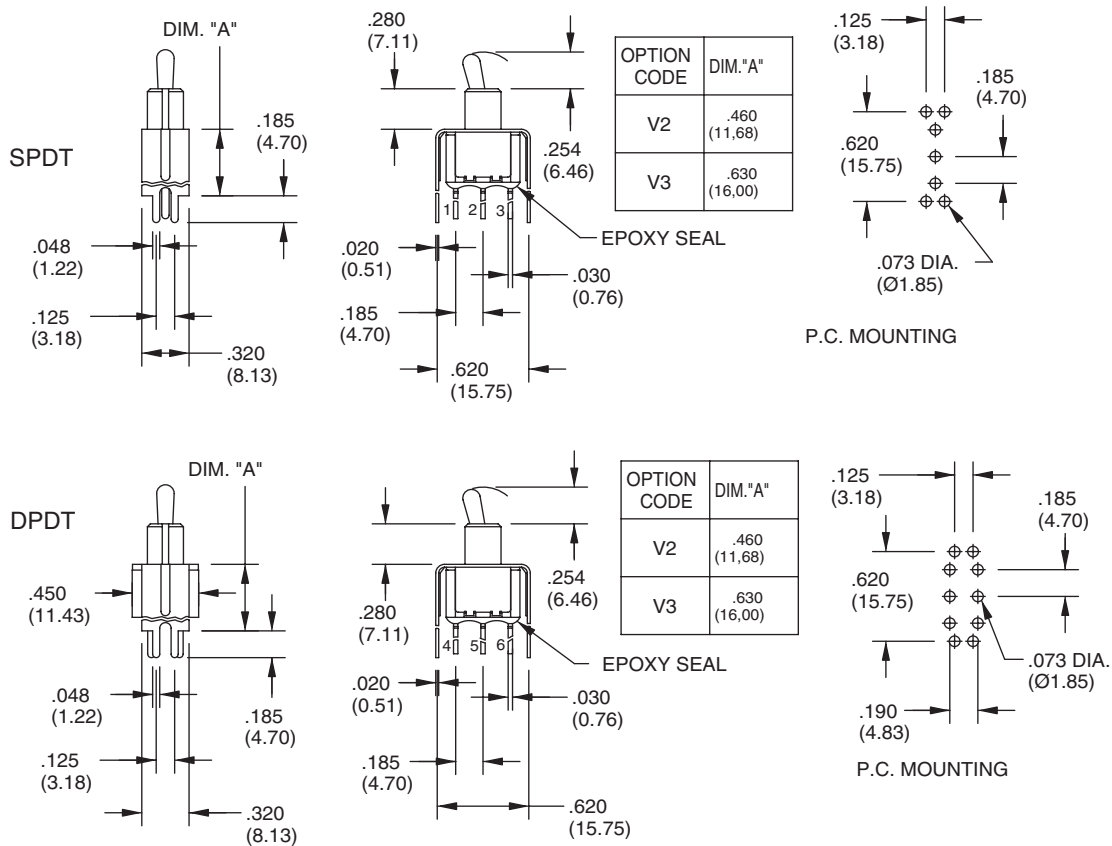 DIM. "A"
SPDT
.185
(4.70)
.048
(1.22)
.125
(3.18)
.320
(8.13)
.280
(7.11)
.254
(6.46)
1 2 3
EPOXY SEAL
.020
(0.51)
.030
(0.76)
.185
(4.70)
.620
(15.75)
OPTION CODE DIM."A"
V2 .460 (11,68)
V3 .630 (16,00)
.125
(3.18)
.185
(4.70)
.620
(15.75)
.073 DIA.
(Ø1.85)
P.C. MOUNTING
DIM. "A"
DPDT
.450
(11.43)
.048
(1.22)
.185
(4.70)
.125
(3.18)
.320
(8.13)
.254
(6.46)
.280
(7.11)
4 5 6
EPOXY SEAL
.020
(0.51)
.030
(0.76)
.185
(4.70)
.620
(15.75)
OPTION CODE DIM."A"
V2 .460 (11,68)
V3 .630 (16,00)
.125
(3.18)
.185
(4.70)
.620
(15.75)
.073 DIA.
(Ø1.85)
.190
(4.83)
P.C. MOUNTING